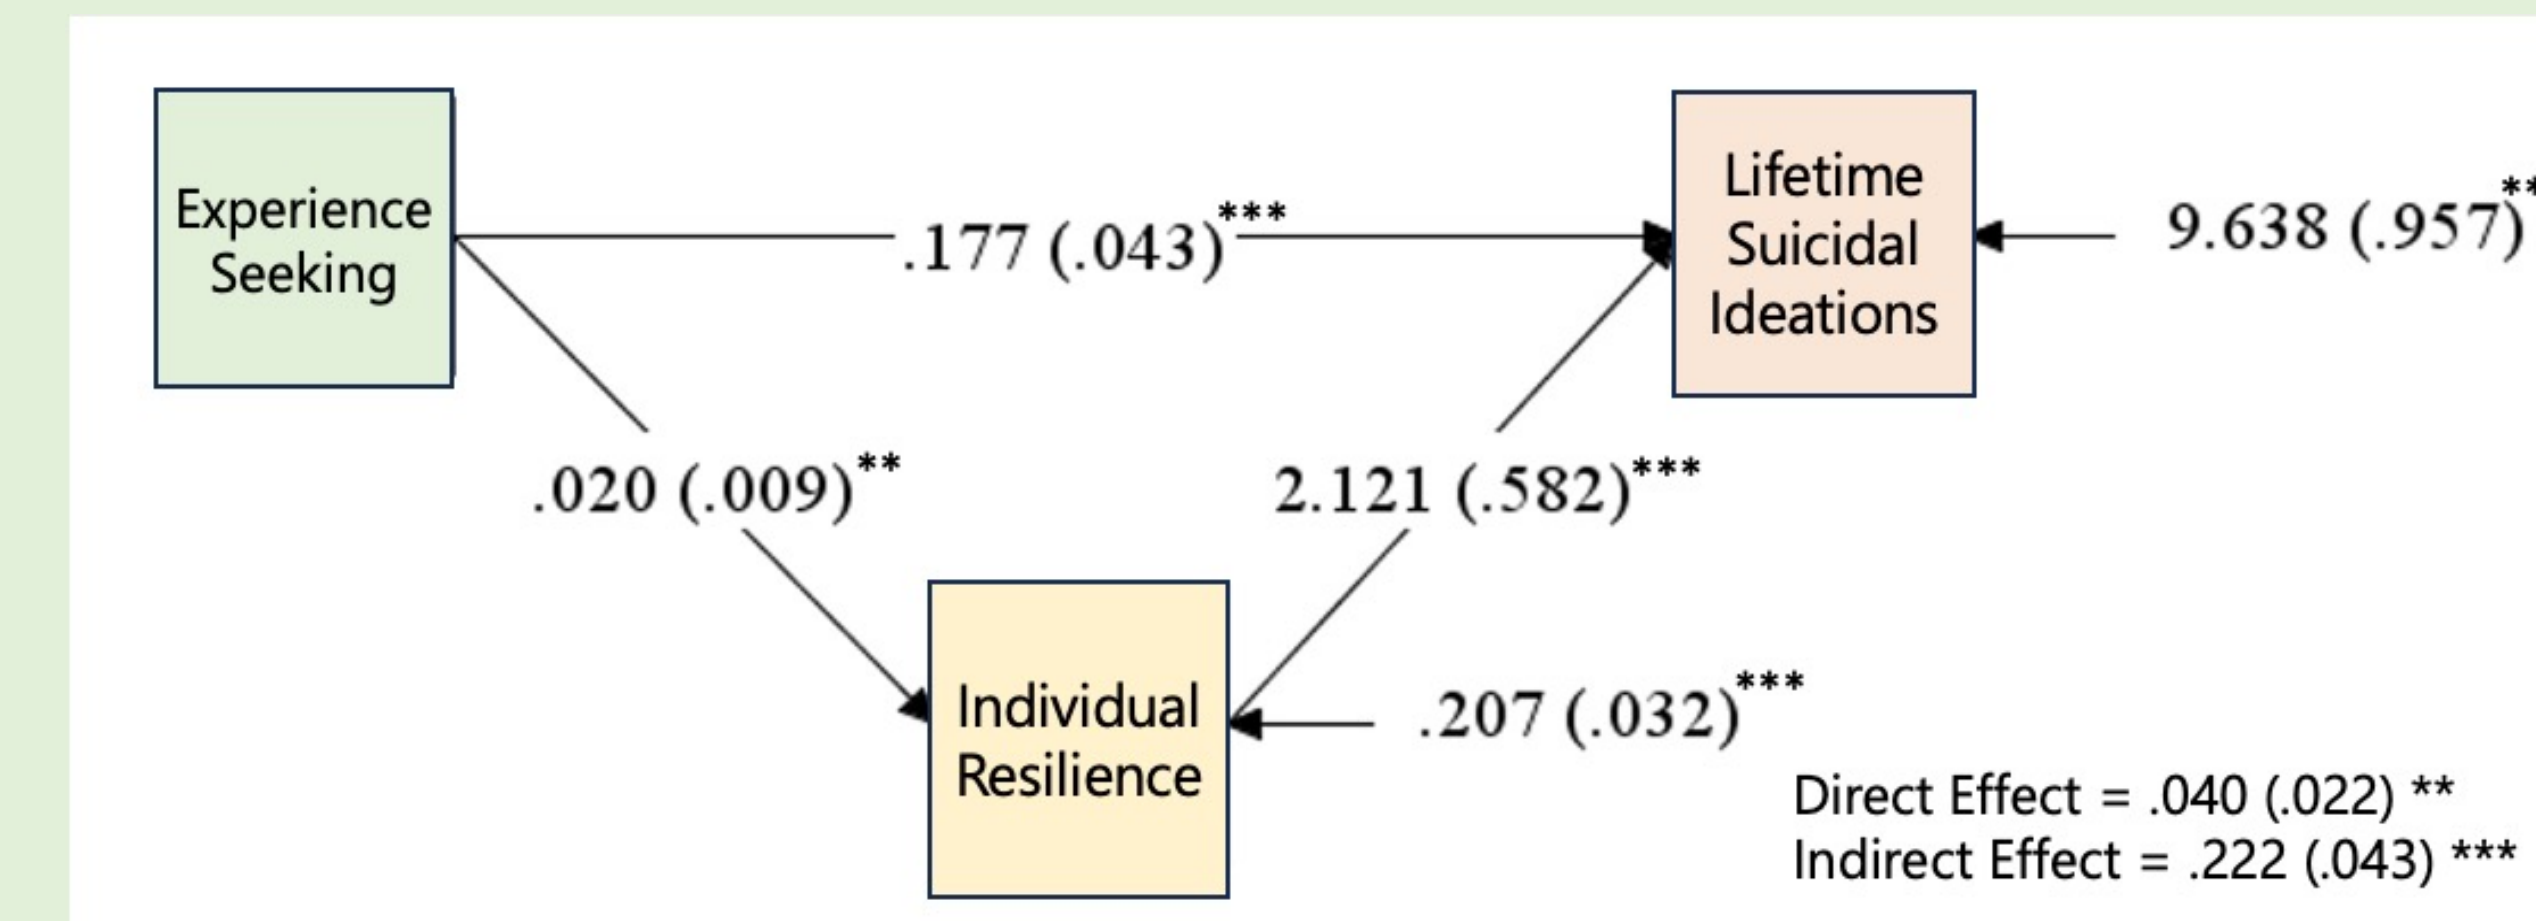 Experience
Seeking
.177 (.043)***
Lifetime
Suicidal
Ideations
9.638 (.957)**
.020 (.009)**
2.121 (.582)***
Individual
Resilience
.207 (.032)***
Direct Effect = .040 (.022) **
Indirect Effect = .222 (.043) ***